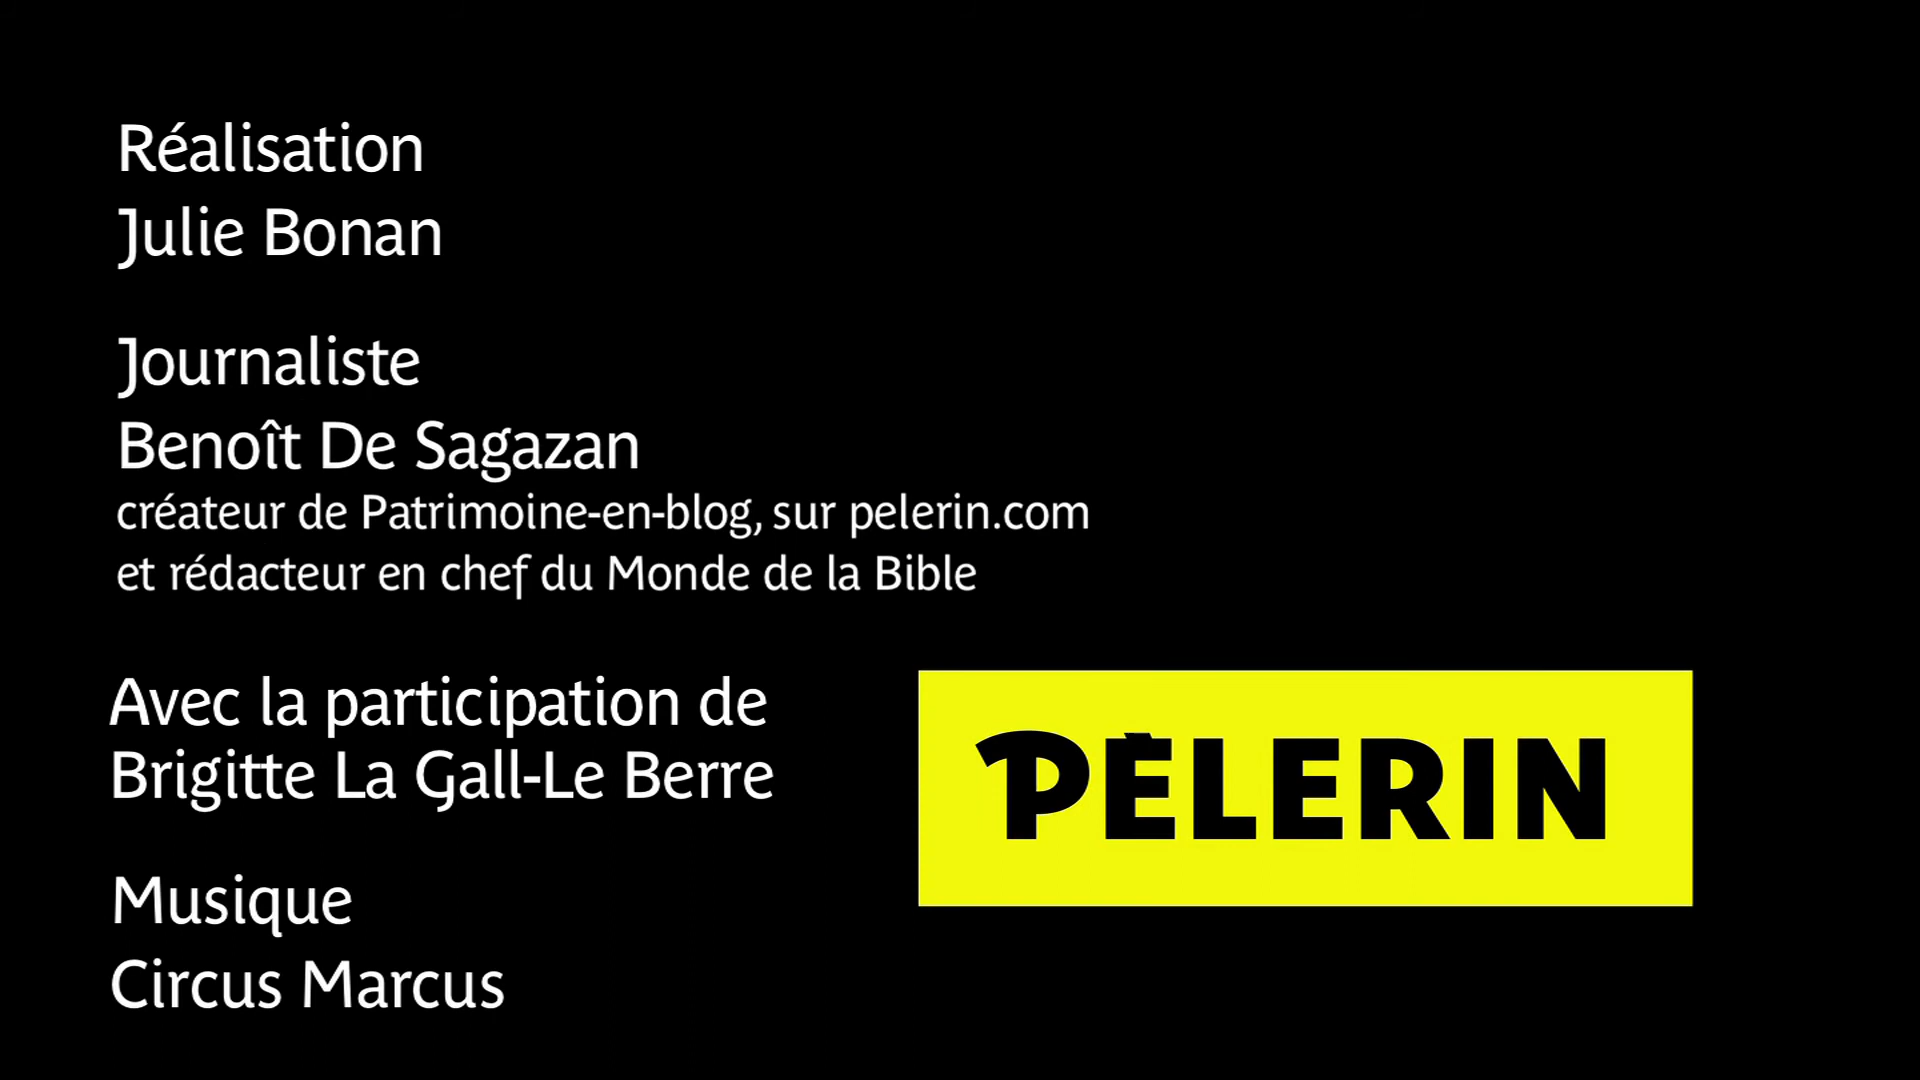 Réalisation
Julie Bonan
Journaliste
Benoît De Sagazan
créateur de Patrimoine-en-blog, sur pelerin.com
et rédacteur en chef du Monde de la Bible
Avec la participation de
Brigitte La Gall-Le Berre
PÈLERIN
Musique
Circus Marcus